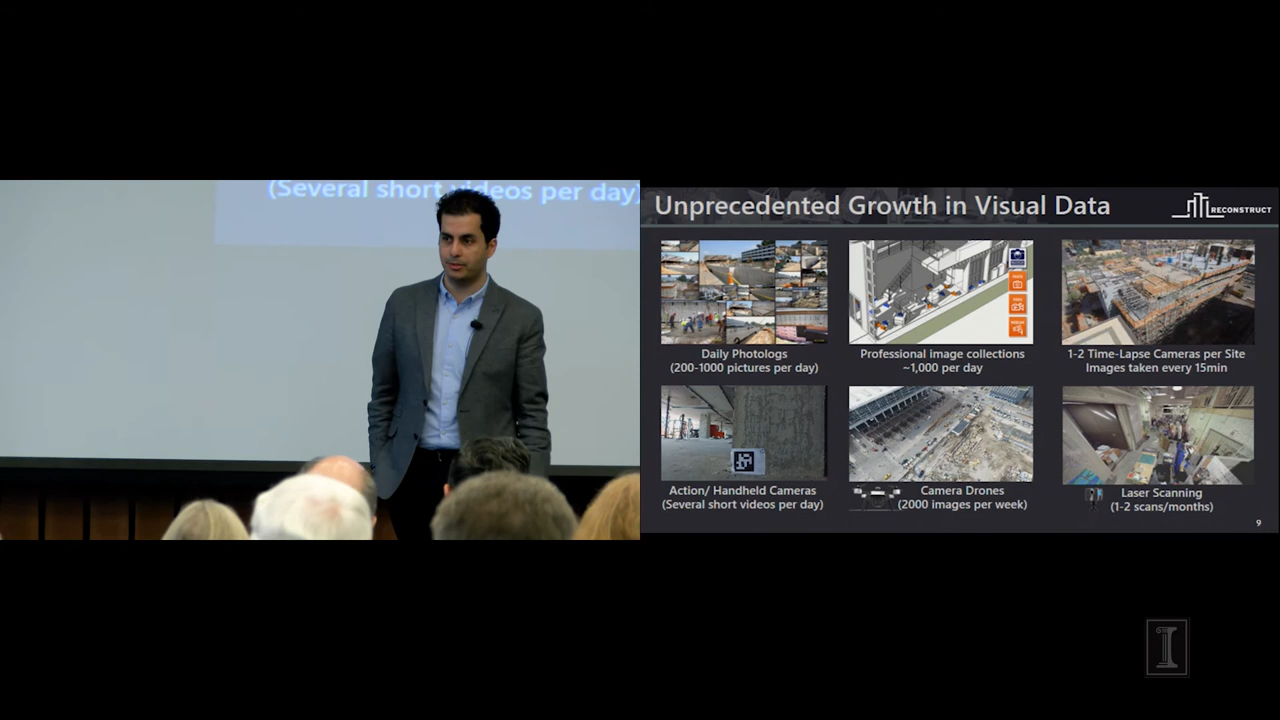 (Several short videos per day)
Unprecedented Growth in Visual Data
RECONSTRUCT
Daily Photologs
(200-1000 pictures per day)
Professional image collections
~1,000 per day
1-2 Time-Lapse Cameras per Site
Images taken every 15min
Action/ Handheld Cameras
(Several short videos per day)
Camera Drones
(2000 images per week)
Laser Scanning
(1-2 scans/months)
9
I